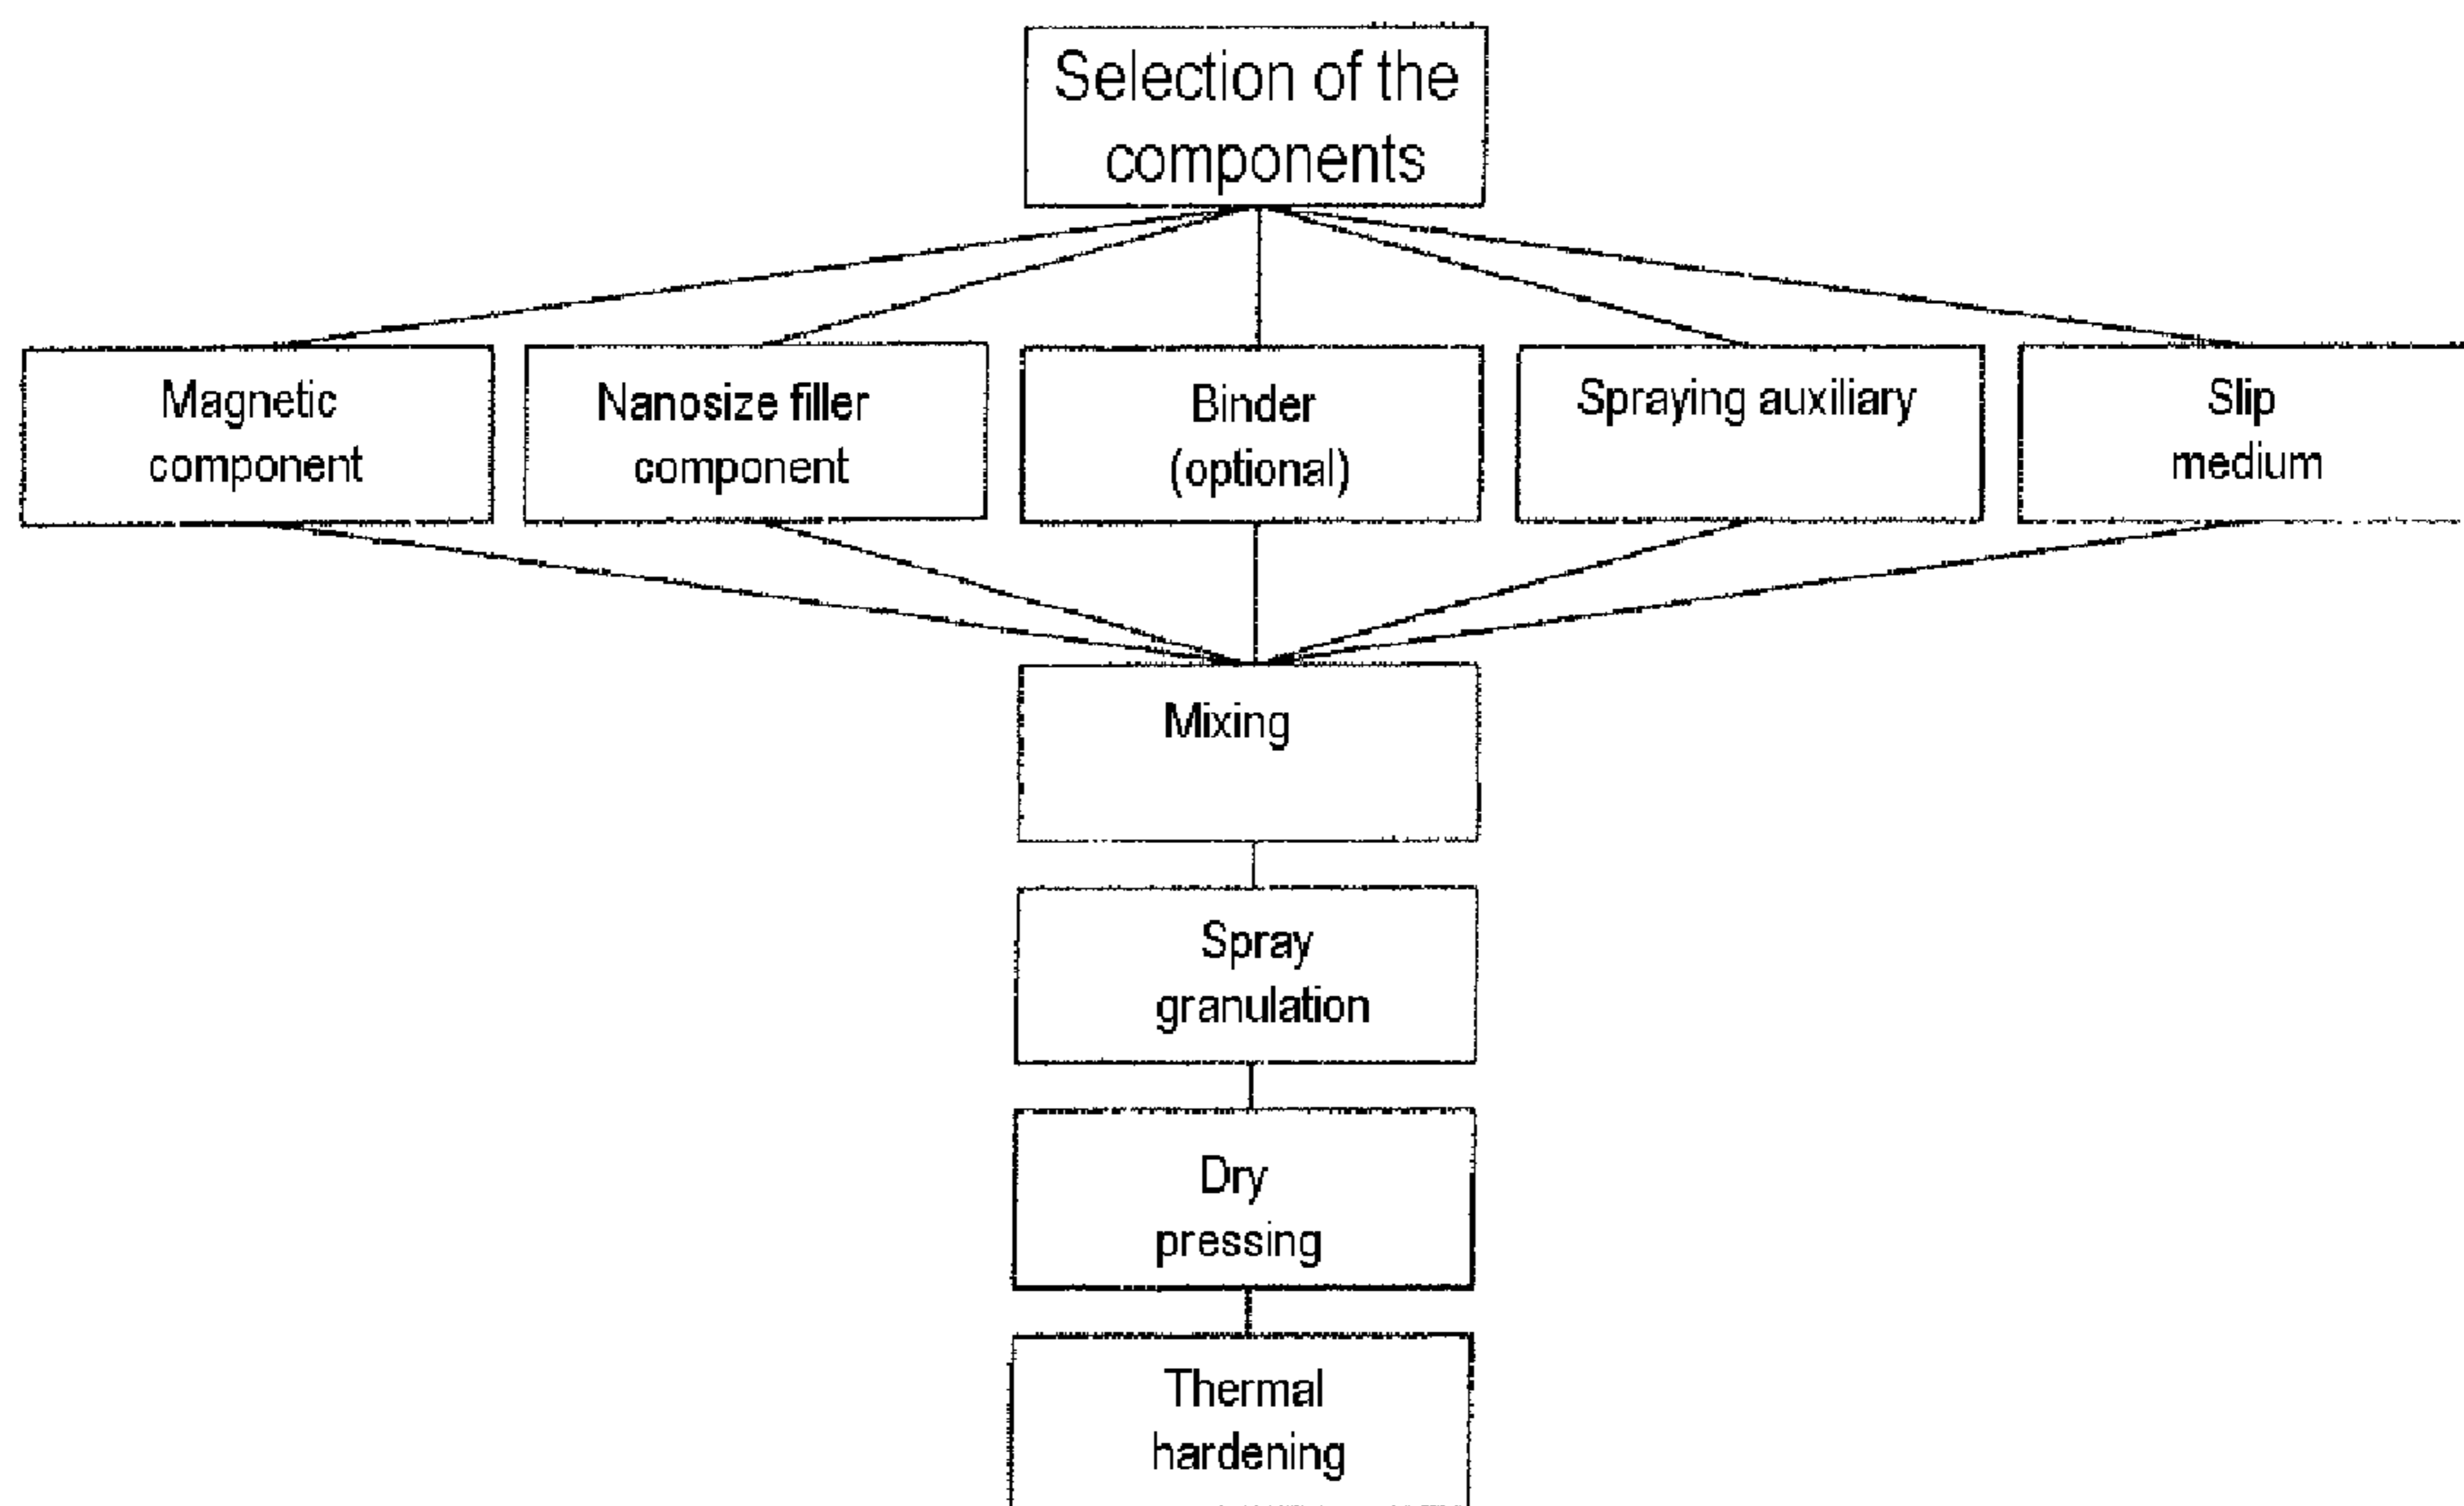 Selection of the
components
Magnetic
component
Nanosize filler
component
Binder
(optional)
Spraying auxiliary
Slip
medium
Mixing
Spray
granulation
Dry
pressing
Thermal
hardening